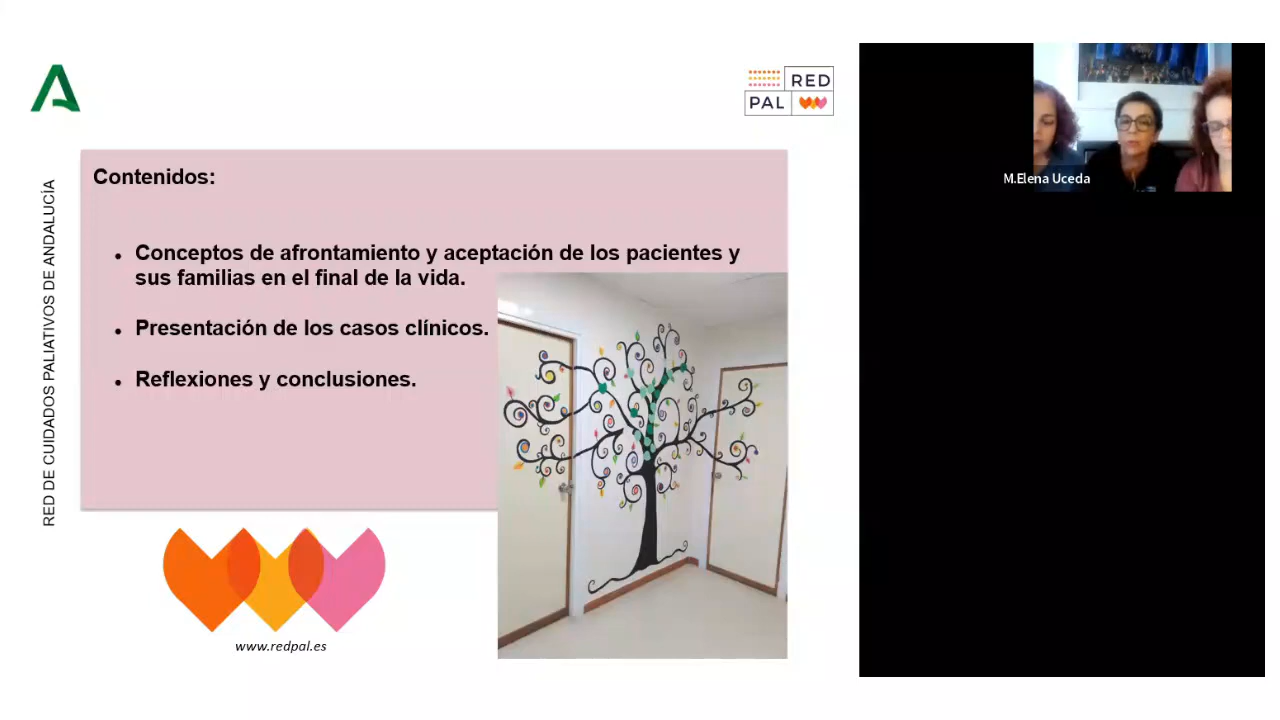 RED
PAL
RED DE CUIDADOS PALIATIVOS DE ANDALUCÍA
Contenidos:
• Conceptos de afrontamiento y aceptación de los pacientes y
sus familias en el final de la vida.
• Presentación de los casos clínicos.
• Reflexiones y conclusiones.
www.redpal.es
M.Elena Uceda